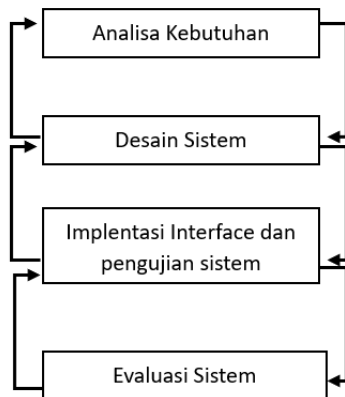 Analisa Kebutuhan
Desain Sistem
Implentasi Interface dan
pengujian sistem
Evaluasi Sistem